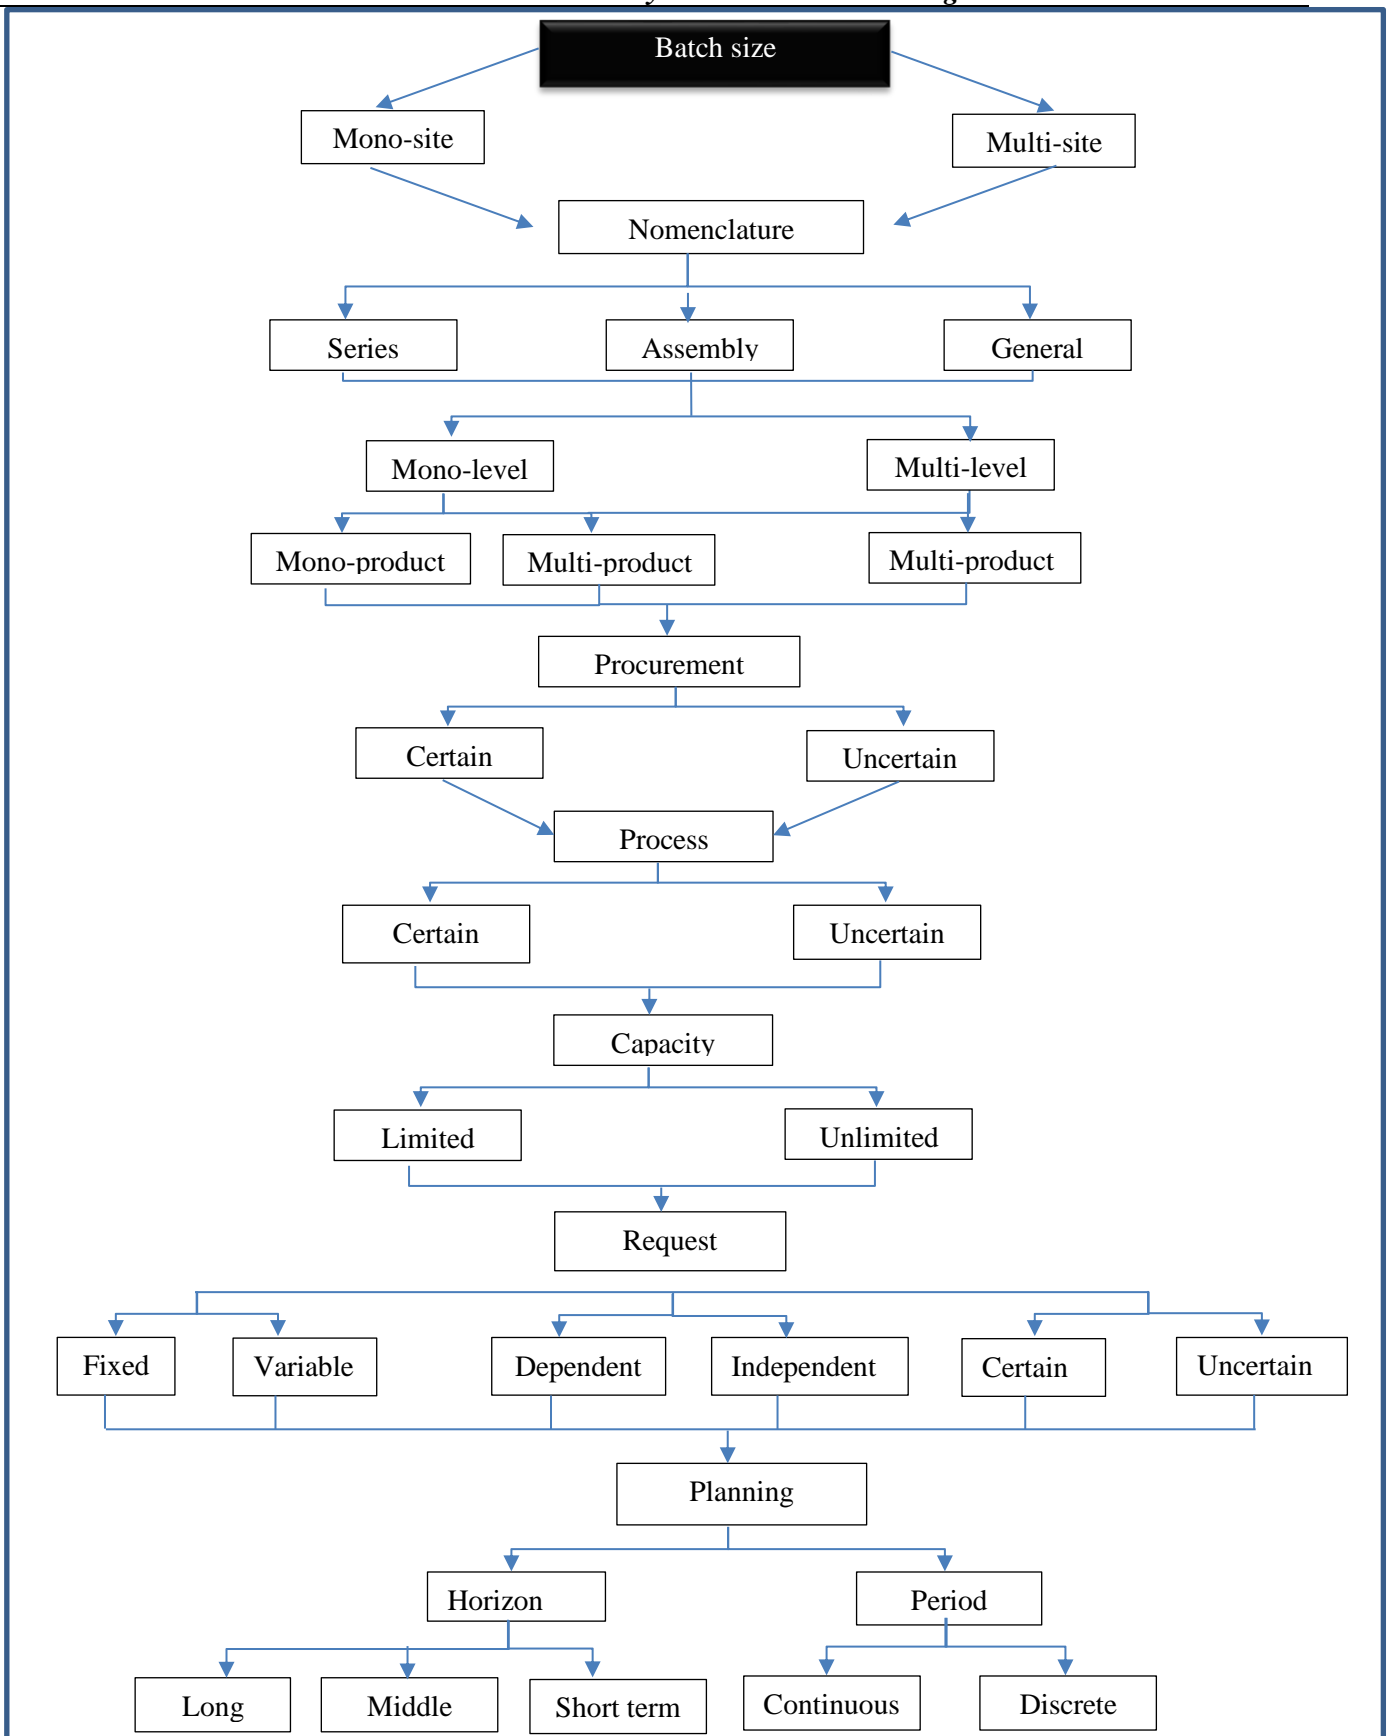 Batch size
Mono-site
Multi-site
Nomenclature
Series
Assembly
General
Mono-level
Multi-level
Mono-product
Multi-product
Multi-product
Procurement
Certain
Uncertain
Process
Certain
Uncertain
Capacity
Limited
Unlimited
Request
Fixed
Variable
Dependent
Independent
Certain
Uncertain
Planning
Horizon
Period
Long
Middle
Short term
Continuous
Discrete